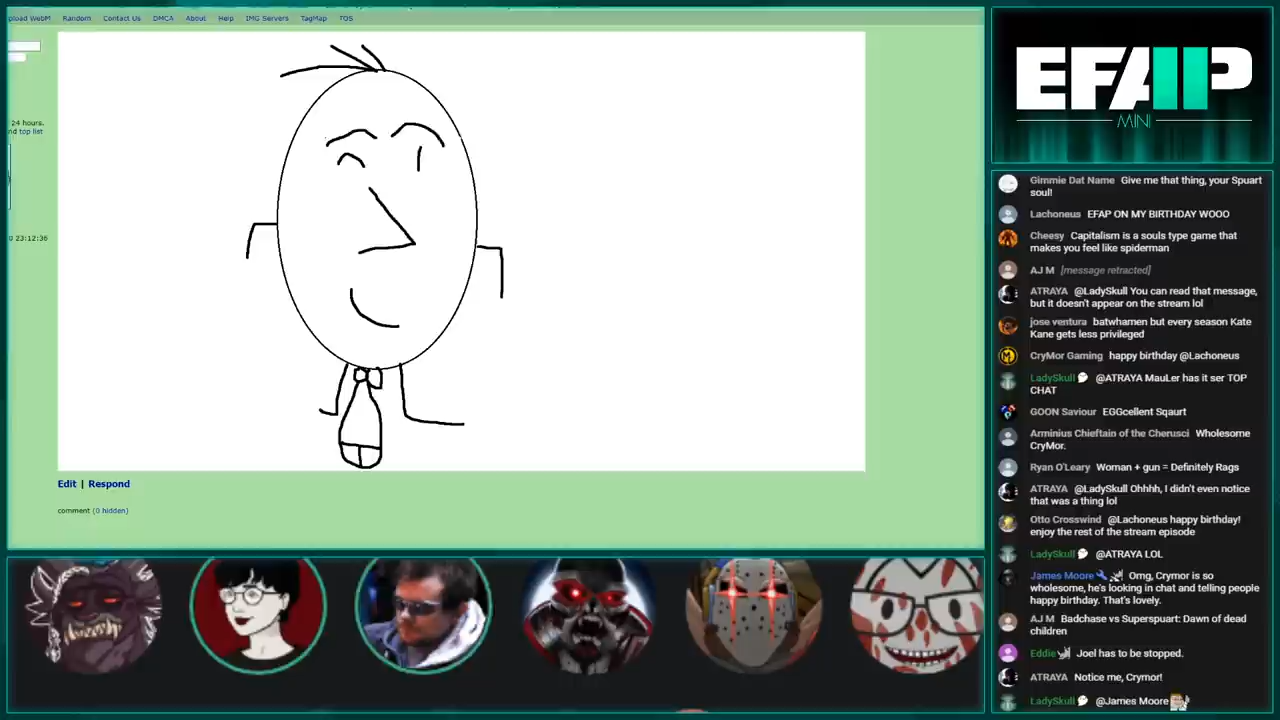 pload WebM Random Contact Us DMCA About Help IMG Servers TagMap TOS
24 hours.
nd top list
0 23:12:36
Edit | Respond
comment (0 hidden)
EFAP
MINI
Gimmie Dat Name Give me that thing, your Spuart
soul!
Lachoneus EFAP ON MY BIRTHDAY WOOO
Cheesy Capitalism is a souls type game that
makes you feel like spiderman
AJ M [message retracted]
ATRAYA @LadySkull You can read that message,
but it doesn't appear on the stream lol
jose ventura batwhamen but every season Kate
Kane gets less privileged
CryMor Gaming happy birthday @Lachoneus
LadySkull @ATRAYA MauLer has it ser TOP
CHAT
GOON Saviour EGGcellent Sqaurt
Arminius Chieftain of the Cherusci Wholesome
CryMor.
Ryan O'Leary Woman + gun = Definitely Rags
ATRAYA @LadySkull Ohhhh, I didn't even notice
that was a thing lol
Otto Crosswind @Lachoneus happy birthday!
enjoy the rest of the stream episode
LadySkull @ATRAYA LOL
James Moore Omg, Crymor is so
wholesome, he's looking in chat and telling people
happy birthday. That's lovely.
AJ M Badchase vs Superspuart: Dawn of dead
children
Eddie Joel has to be stopped.
ATRAYA Notice me, Crymor!
LadySkull @James Moore